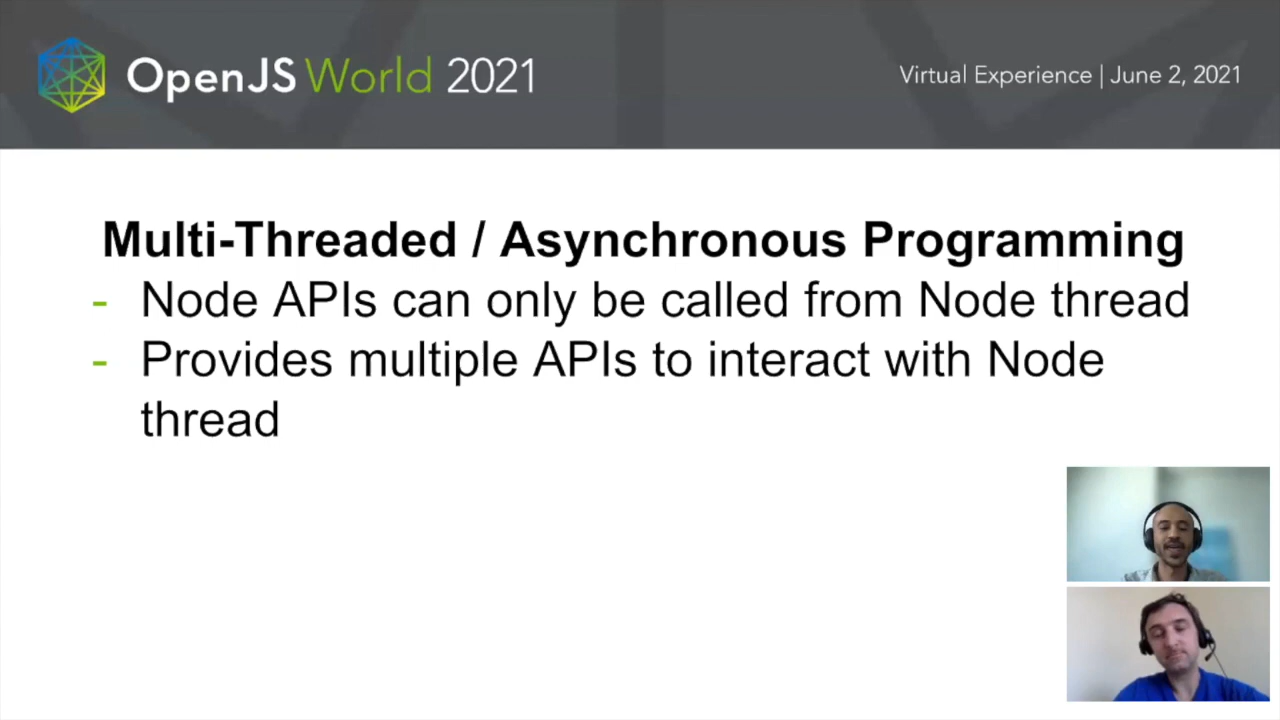 OpenJS World 2021
Virtual Experience | June 2, 2021
Multi-Threaded / Asynchronous Programming
- Node APIs can only be called from Node thread
- Provides multiple APIs to interact with Node
thread